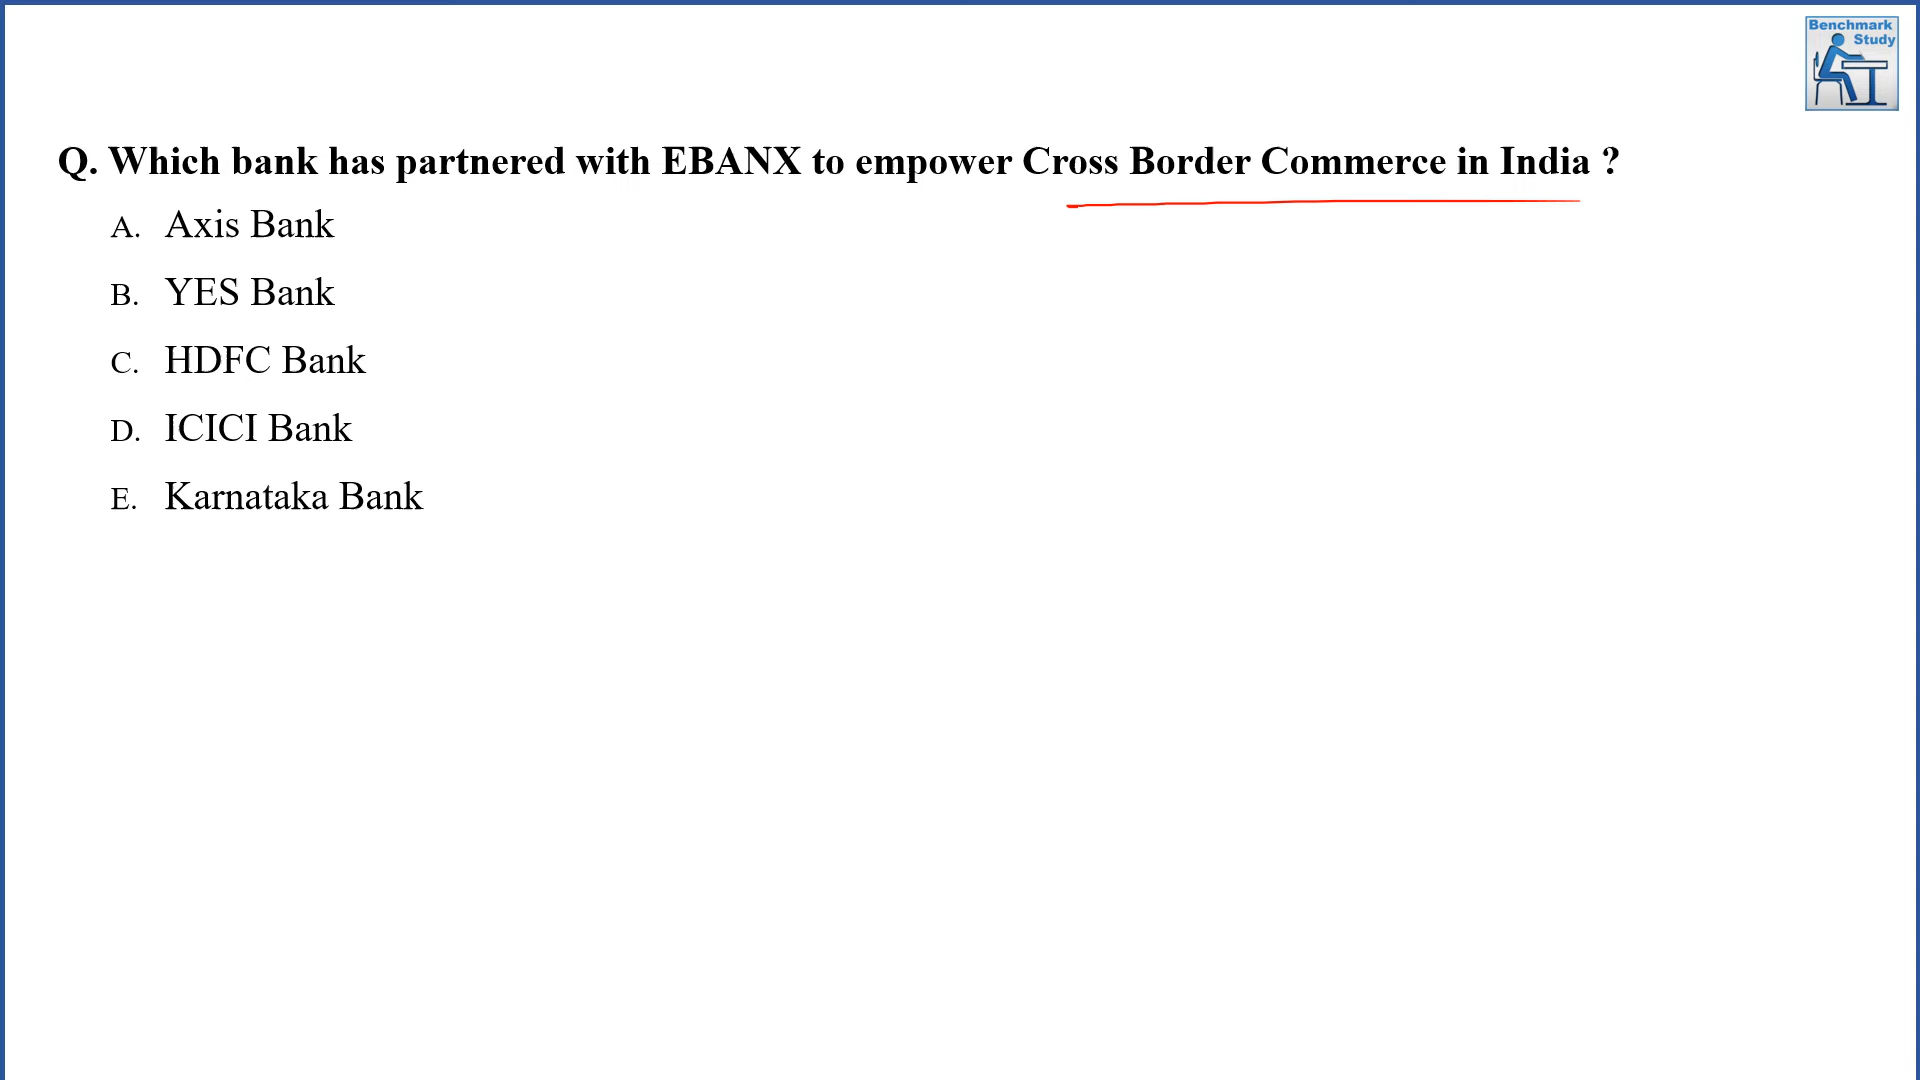 Benchmark
Study
Q. Which bank has partnered with EBANX to empower Cross Border Commerce in India ?
A. Axis Bank
B. YES Bank
C. HDFC Bank
D. ICICI Bank
E. Karnataka Bank